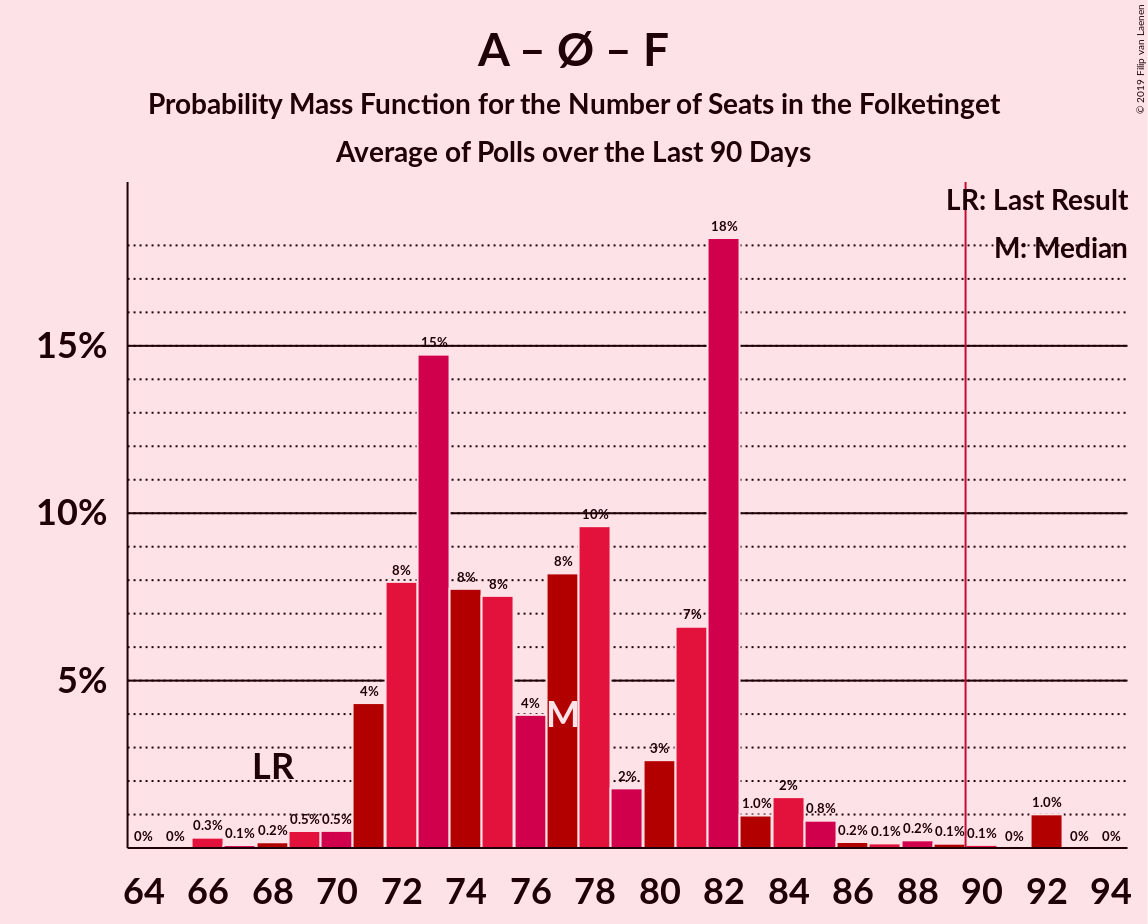 A – Ø – F
Probability Mass Function for the Number of Seats in the Folketinget
Average of Polls over the Last 90 Days
© 2019 Filip van Laenen
LR: Last Result
M: Median
15%
10%
5%
0% 0% 0.3% 0.1% 0.2% 0.5% 0.5% 4% 8% 15% 8% 8% 4% 8% 10% 2% 3% 7% 18% 1.0% 2% 0.8% 0.2% 0.1% 0.2% 0.1% 0.1% 0% 1.0% 0% 0%
LR
M
64 66 68 70 72 74 76 78 80 82 84 86 88 90 92 94